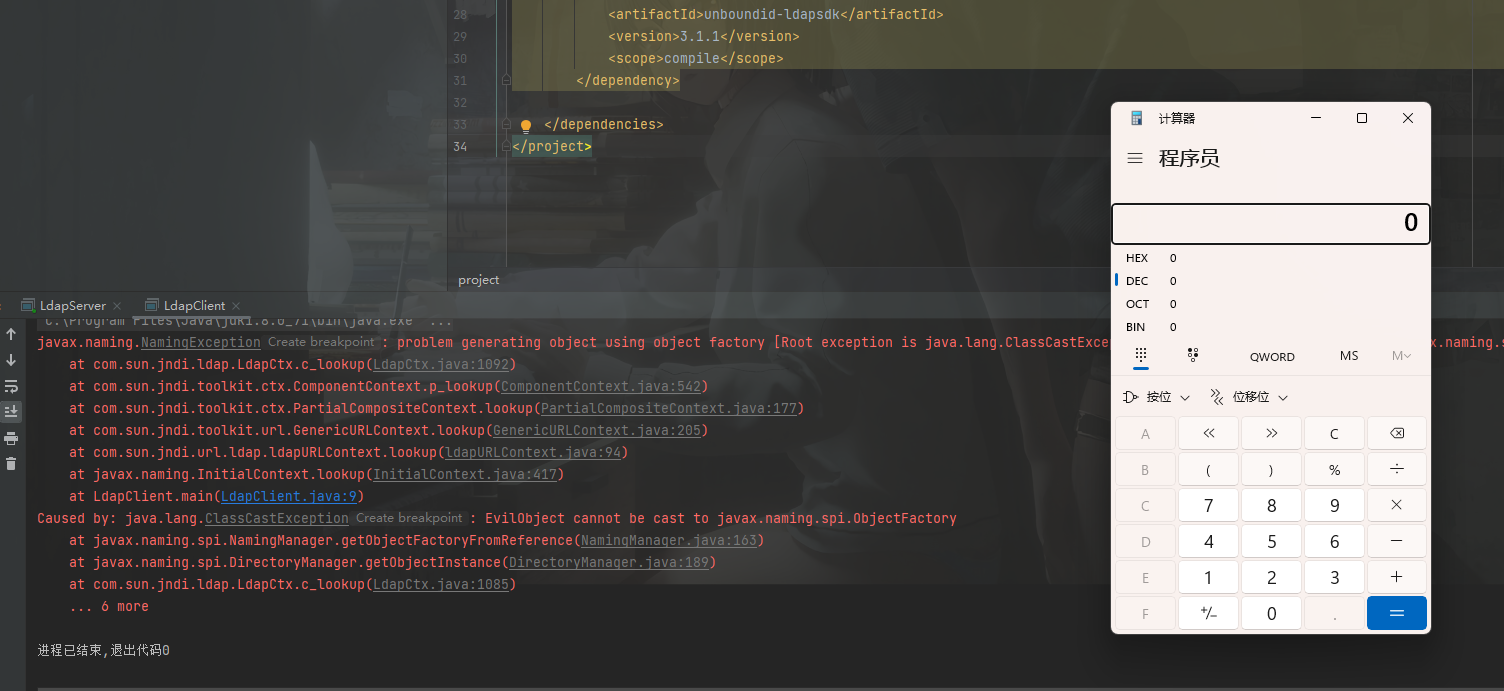 28 <artifactId>unboundid-ldapsdk</artifactId>
29 <version>3.1.1</version>
30 <scope>compile</scope>
31 </dependency>
32
33 </dependencies>
34 </project>
project
LdapServer × LdapClient ×
C:\Program Files\Java\jdk1.8.0_71\bin\java.exe" ...
javax.naming.NamingException Create breakpoint : problem generating object using object factory [Root exception is java.lang.ClassCastExcep
at com.sun.jndi.ldap.LdapCtx.c_lookup(LdapCtx.java:1092)
at com.sun.jndi.toolkit.ctx.ComponentContext.p_lookup(ComponentContext.java:542)
at com.sun.jndi.toolkit.ctx.PartialCompositeContext.lookup(PartialCompositeContext.java:177)
at com.sun.jndi.toolkit.url.GenericURLContext.lookup(GenericURLContext.java:205)
at com.sun.jndi.url.ldap.ldapURLContext.lookup(ldapURLContext.java:94)
at javax.naming.InitialContext.lookup(InitialContext.java:417)
at LdapClient.main(LdapClient.java:9)
Caused by: java.lang.ClassCastException Create breakpoint : EvilObject cannot be cast to javax.naming.spi.ObjectFactory
at javax.naming.spi.NamingManager.getObjectFactoryFromReference(NamingManager.java:163)
at javax.naming.spi.DirectoryManager.getObjectInstance(DirectoryManager.java:189)
at com.sun.jndi.ldap.LdapCtx.c_lookup(LdapCtx.java:1085)
... 6 more
进程已结束,退出代码0
计算器
程序员
0
HEX 0
DEC 0
OCT 0
BIN 0
QWORD MS M
按位 位移位
A « » C
B ( ) % ÷
C 7 8 9 ×
D 4 5 6 −
E 1 2 3 +
F +/− 0 . =